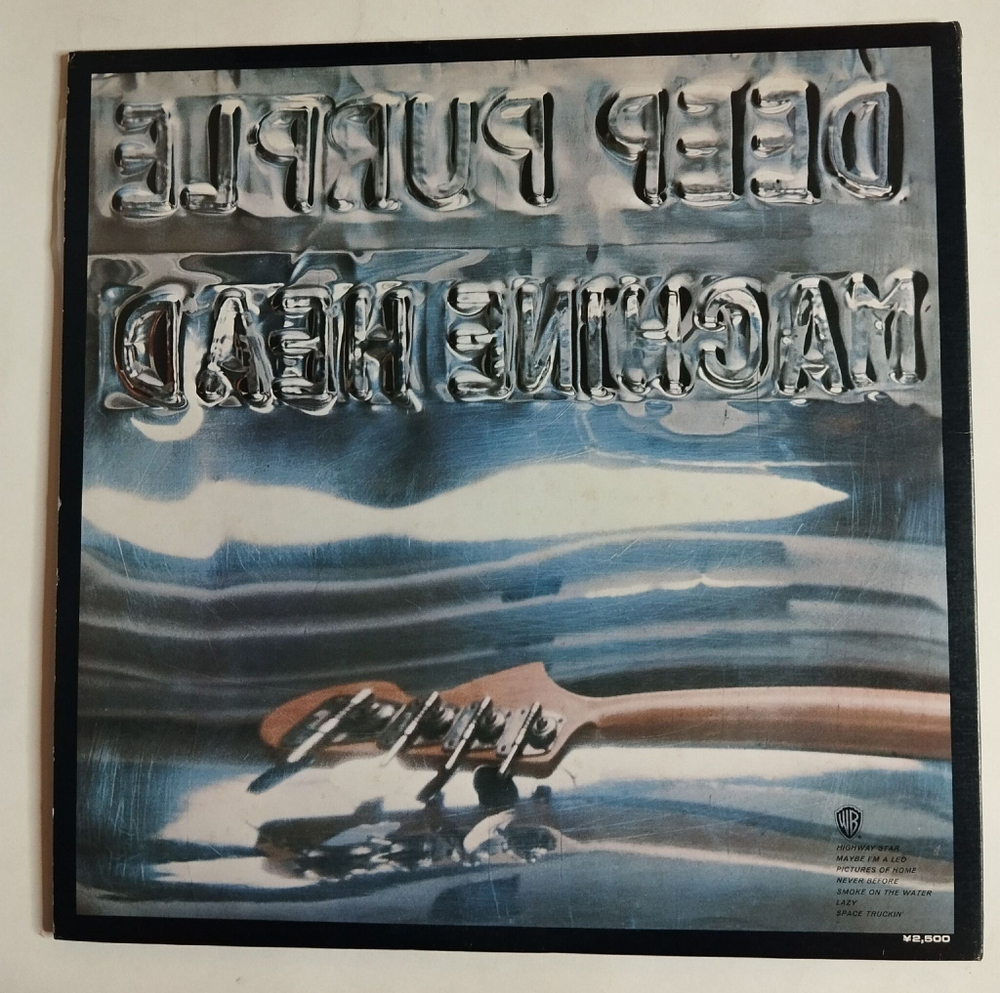 DEEP PURPLE
MACHINE HEAD
WB
HIGHWAY STAR
MAYBE I'M A LEO
PICTURES OF HOME
NEVER BEFORE
SMOKE ON THE WATER
LAZY
SPACE TRUCKIN'
¥2,500